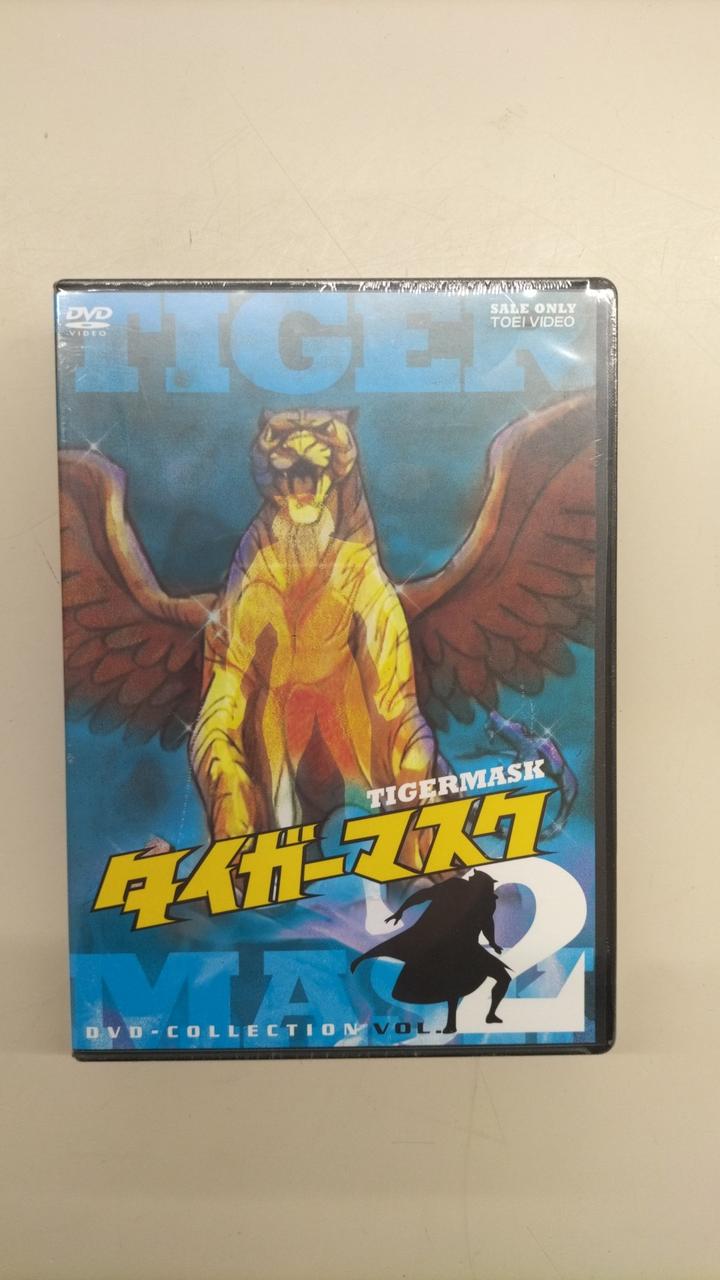 TIGER
DVD
VIDEO
SALE ONLY
TOEI VIDEO
TIGERMASK
タイガーマスク
2
MASK
DVD-COLLECTION VOL.